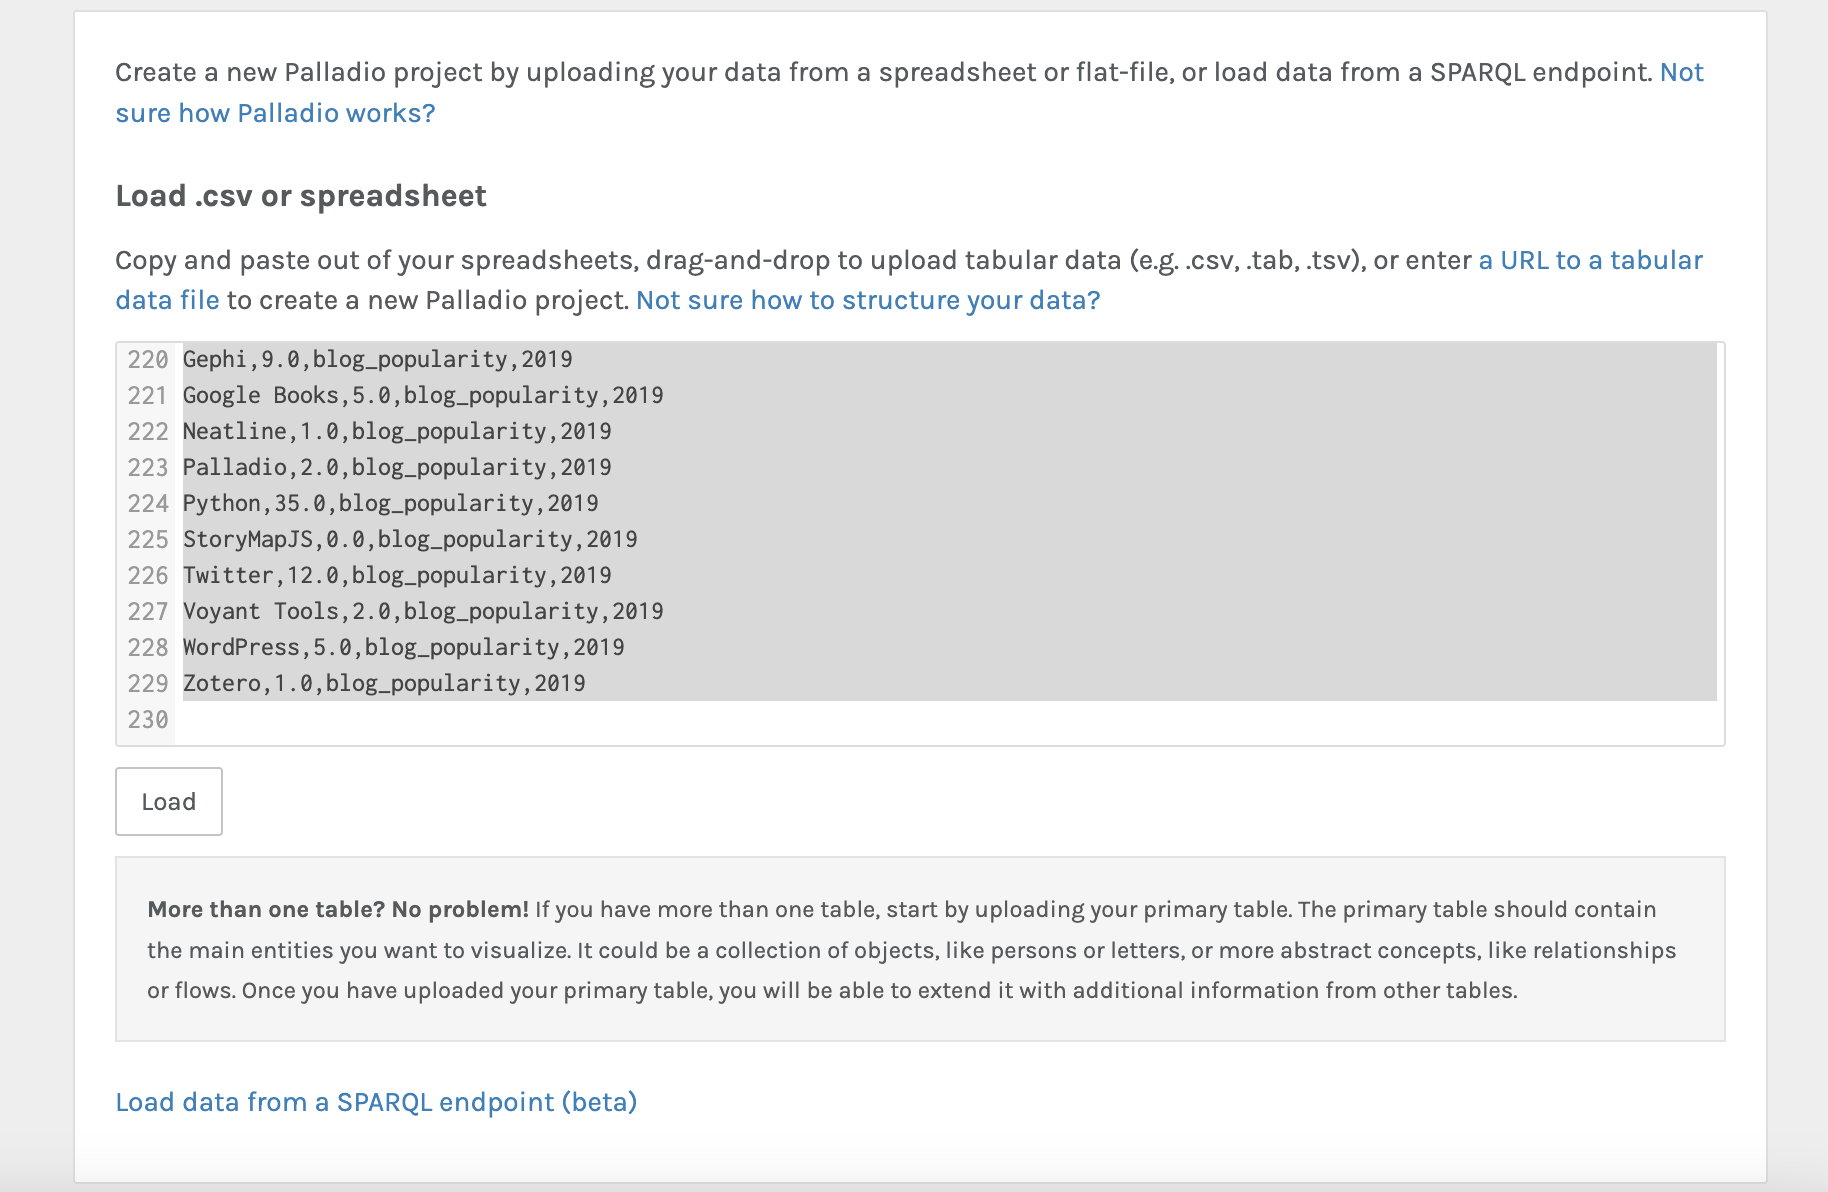 Create a new Palladio project by uploading your data from a spreadsheet or flat-file, or load data from a SPARQL endpoint. Not
sure how Palladio works?
Load .csv or spreadsheet
Copy and paste out of your spreadsheets, drag-and-drop to upload tabular data (e.g. .csv, .tab, .tsv), or enter a URL to a tabular
data file to create a new Palladio project. Not sure how to structure your data?
220 Gephi,9.0,blog_popularity,2019
221 Google Books,5.0,blog_popularity,2019
222 Neatline,1.0,blog_popularity,2019
223 Palladio,2.0,blog_popularity,2019
224 Python,35.0,blog_popularity,2019
225 StoryMapJS,0.0,blog_popularity,2019
226 Twitter,12.0,blog_popularity,2019
227 Voyant Tools,2.0,blog_popularity,2019
228 WordPress,5.0,blog_popularity,2019
229 Zotero,1.0,blog_popularity,2019
230
Load
More than one table? No problem! If you have more than one table, start by uploading your primary table. The primary table should contain
the main entities you want to visualize. It could be a collection of objects, like persons or letters, or more abstract concepts, like relationships
or flows. Once you have uploaded your primary table, you will be able to extend it with additional information from other tables.
Load data from a SPARQL endpoint (beta)